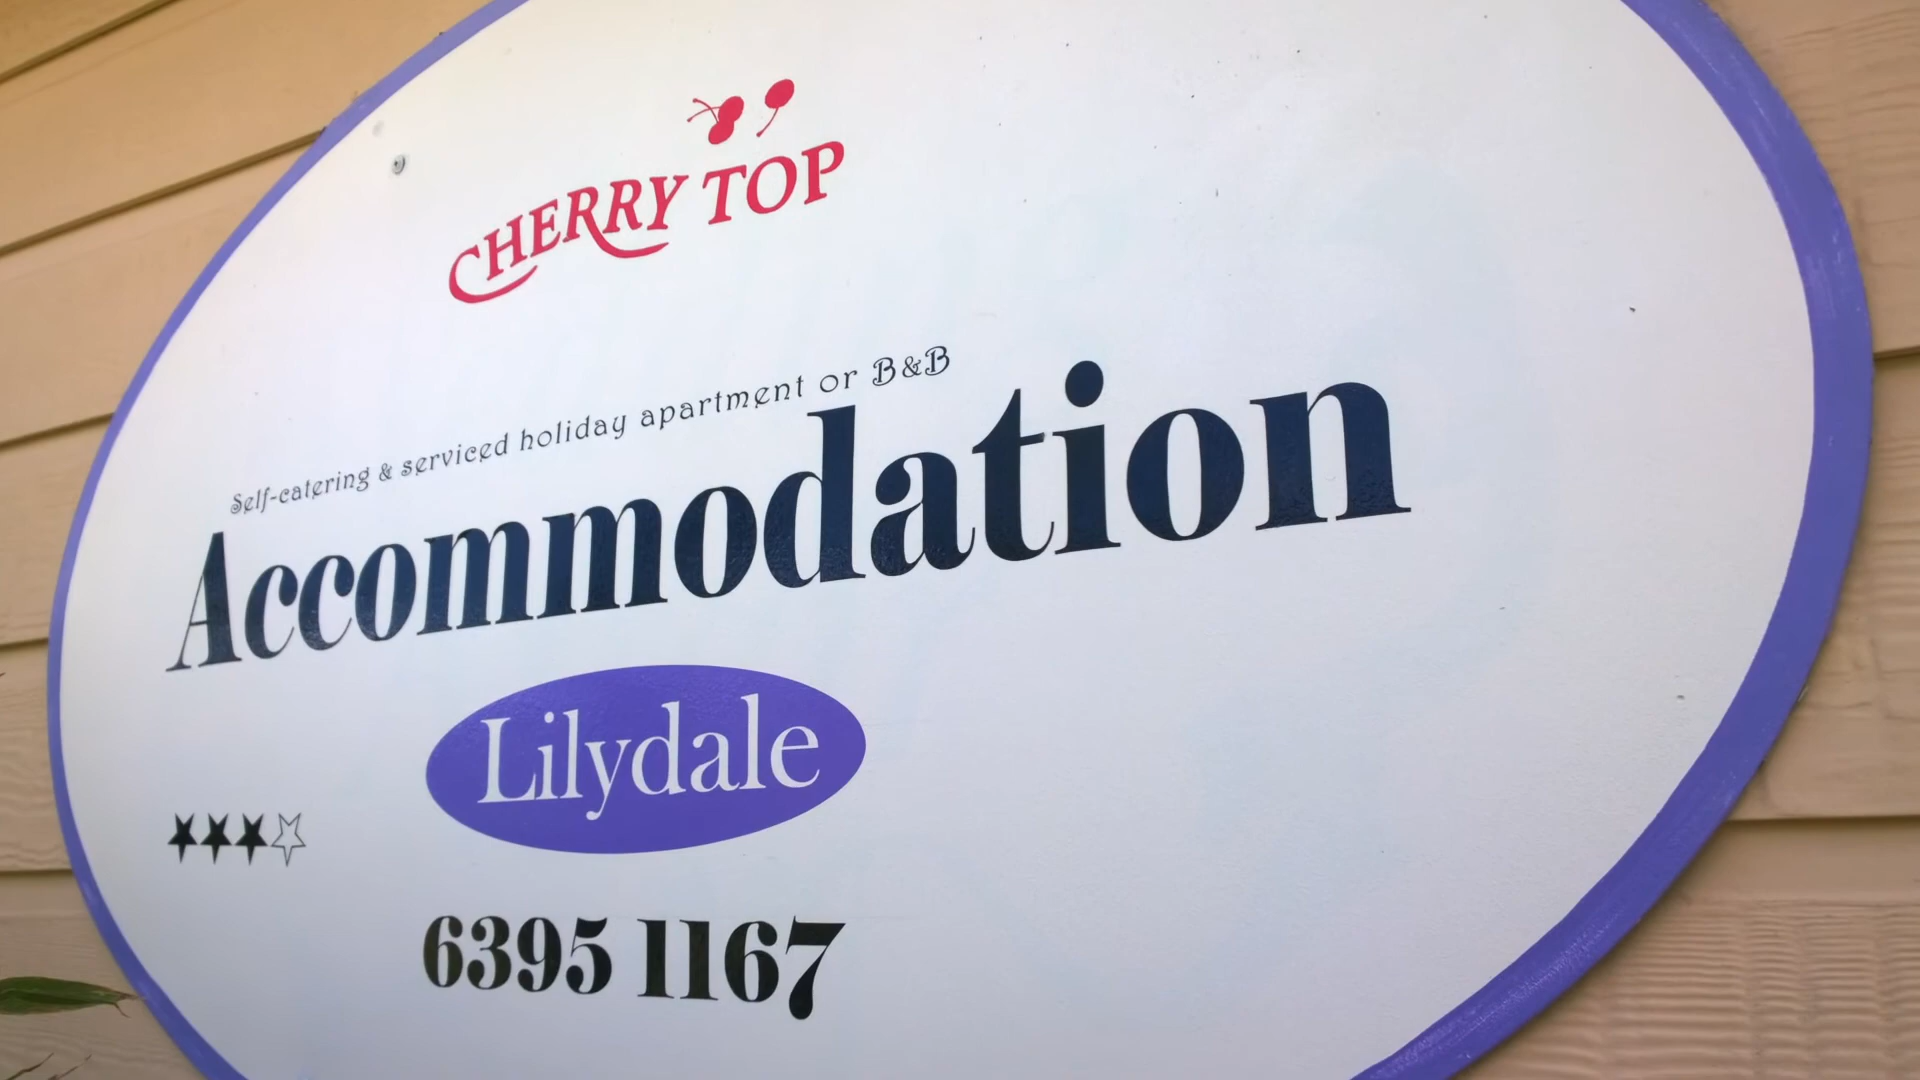 CHERRY TOP
Self-catering & serviced holiday apartment or B&B
Accommodation
Lilydale
6395 1167